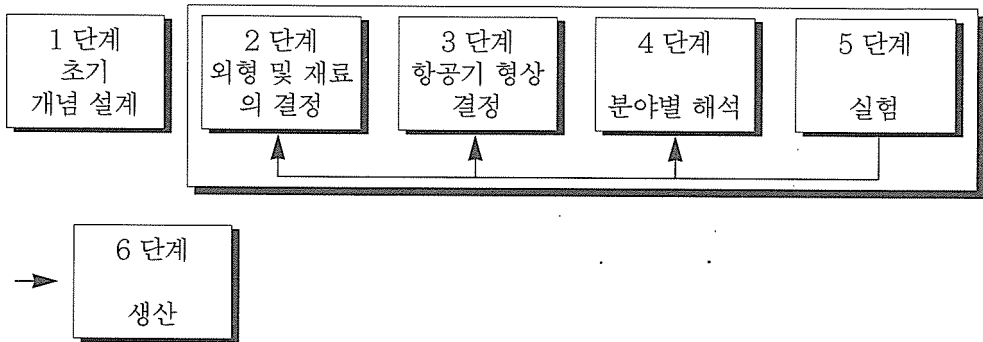 1 단계
초기
개념 설계
2 단계
외형 및 재료
의 결정
3 단계
항공기 형상
결정
4 단계
분야별 해석
5 단계
실험
6 단계
생산